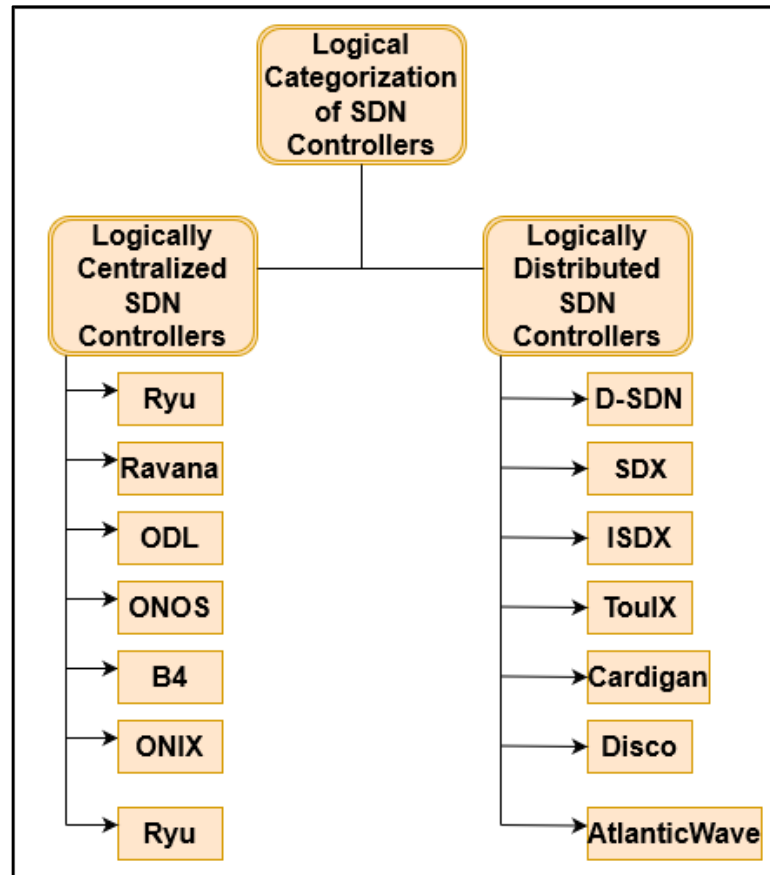 Logical
Categorization
of SDN
Controllers
Logically
Centralized
SDN
Controllers
Logically
Distributed
SDN
Controllers
Ryu
Ravana
ODL
ONOS
B4
ONIX
Ryu
D-SDN
SDX
ISDX
TouIX
Cardigan
Disco
AtlanticWave